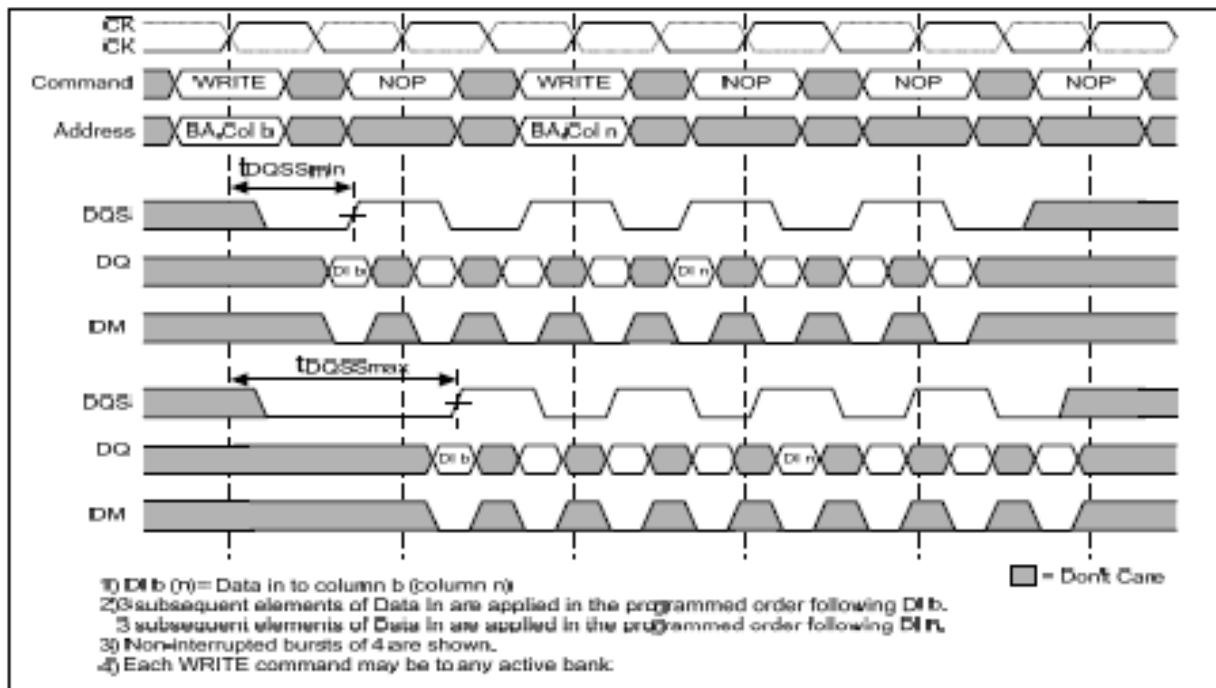 CK
CK
Command WRITE NOP WRITE NOP NOP NOP
Address BA,Col b BA,Col n
tDQSSmin
DQS
DQ DI b DI n
DM
tDQSSmax
DQS
DQ DI b DI n
DM
1) DI b (n) = Data in to column b (column n)
= Don't Care
2) 3 subsequent elements of Data In are applied in the programmed order following DI b.
3 subsequent elements of Data In are applied in the programmed order following DI n.
3) Non-interrupted bursts of 4 are shown.
4) Each WRITE command may be to any active bank.